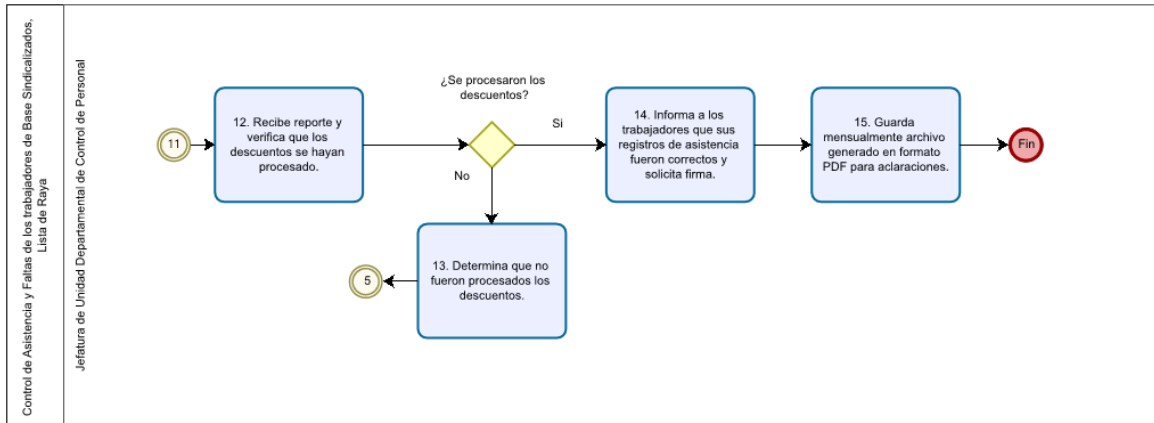 Control de Asistencia y Faltas de los trabajadores de Base Sindicalizados,
Lista de Raya
Jefatura de Unidad Departamental de Control de Personal
11
12. Recibe reporte y
verifica que los
descuentos se hayan
procesado.
¿Se procesaron los
descuentos?
Si
No
13. Determina que no
fueron procesados los
descuentos.
5
14. Informa a los
trabajadores que sus
registros de asistencia
fueron correctos y
solicita firma.
15. Guarda
mensualmente archivo
generado en formato
PDF para aclaraciones.
Fin